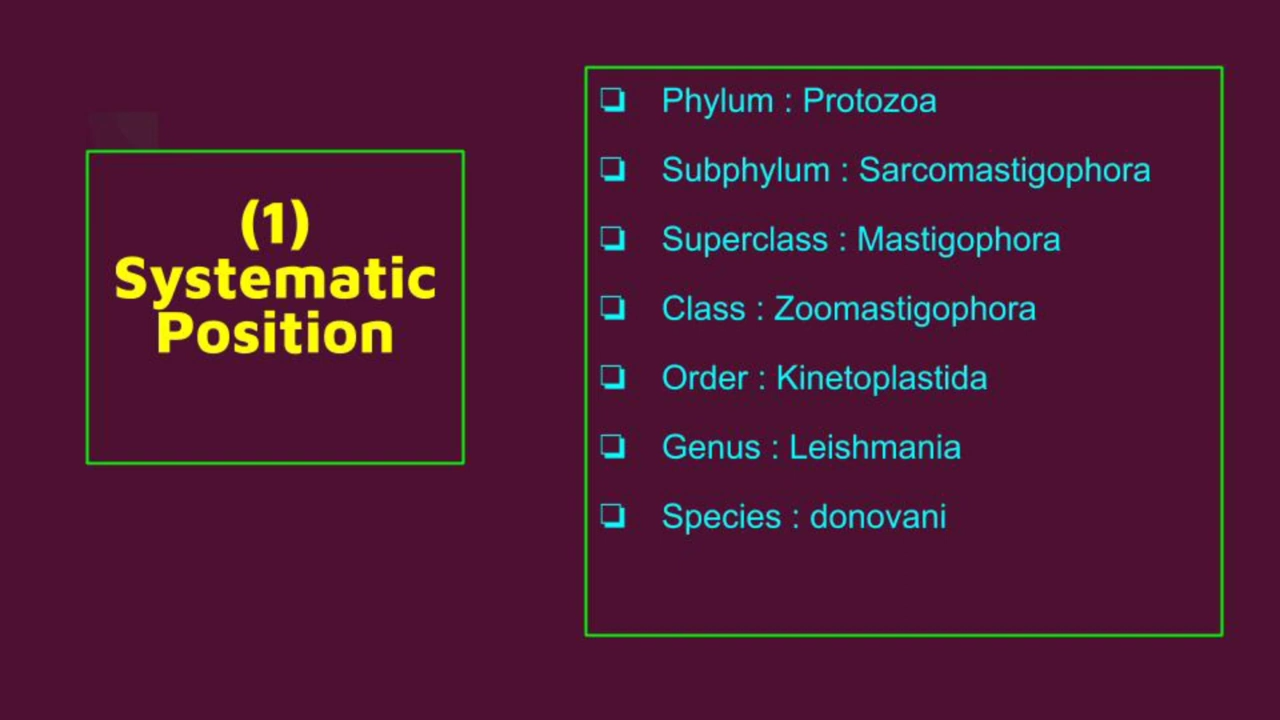 (1)
Systematic
Position
❏ Phylum : Protozoa
❏ Subphylum : Sarcomastigophora
❏ Superclass : Mastigophora
❏ Class : Zoomastigophora
❏ Order : Kinetoplastida
❏ Genus : Leishmania
❏ Species : donovani